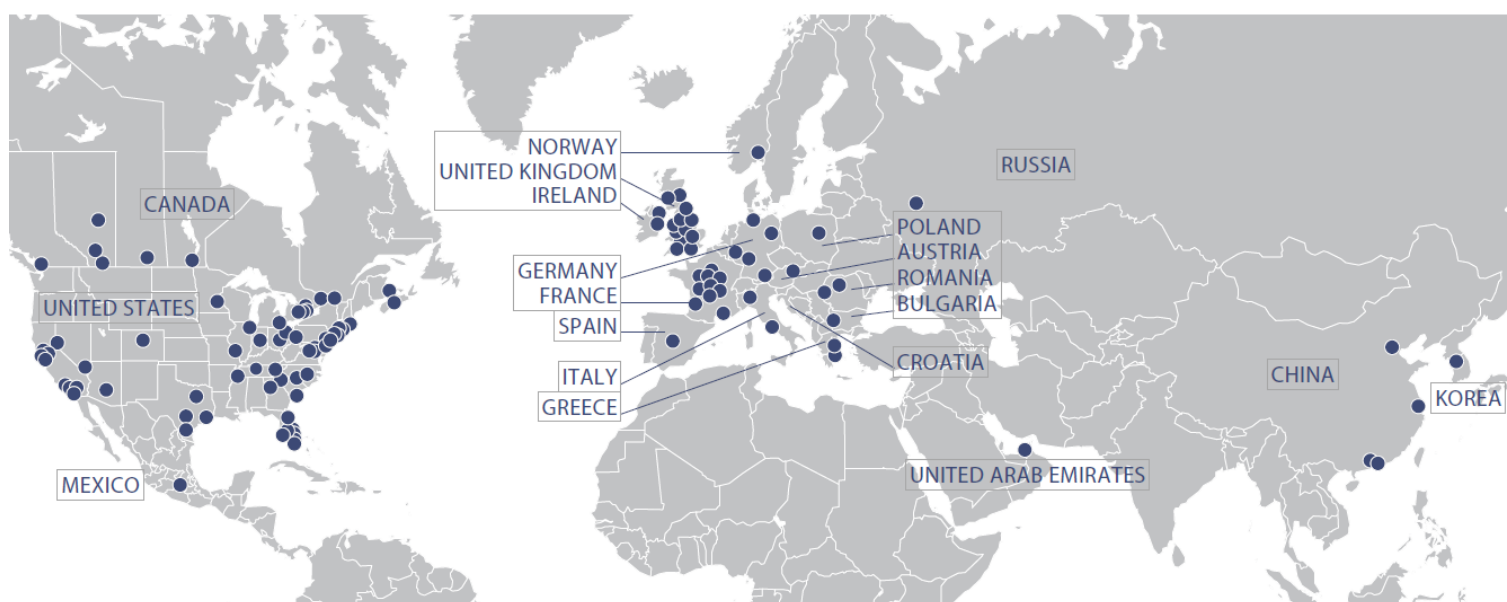 NORWAY
UNITED KINGDOM
IRELAND
RUSSIA
CANADA
POLAND
AUSTRIA
ROMANIA
BULGARIA
GERMANY
FRANCE
UNITED STATES
SPAIN
ITALY
GREECE
CROATIA
CHINA
KOREA
MEXICO
UNITED ARAB EMIRATES